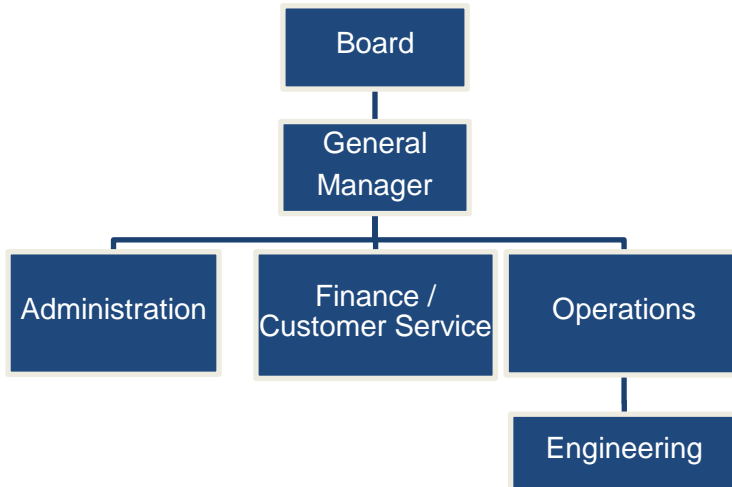 Board
General
Manager
Administration
Finance /
Customer Service
Operations
Engineering